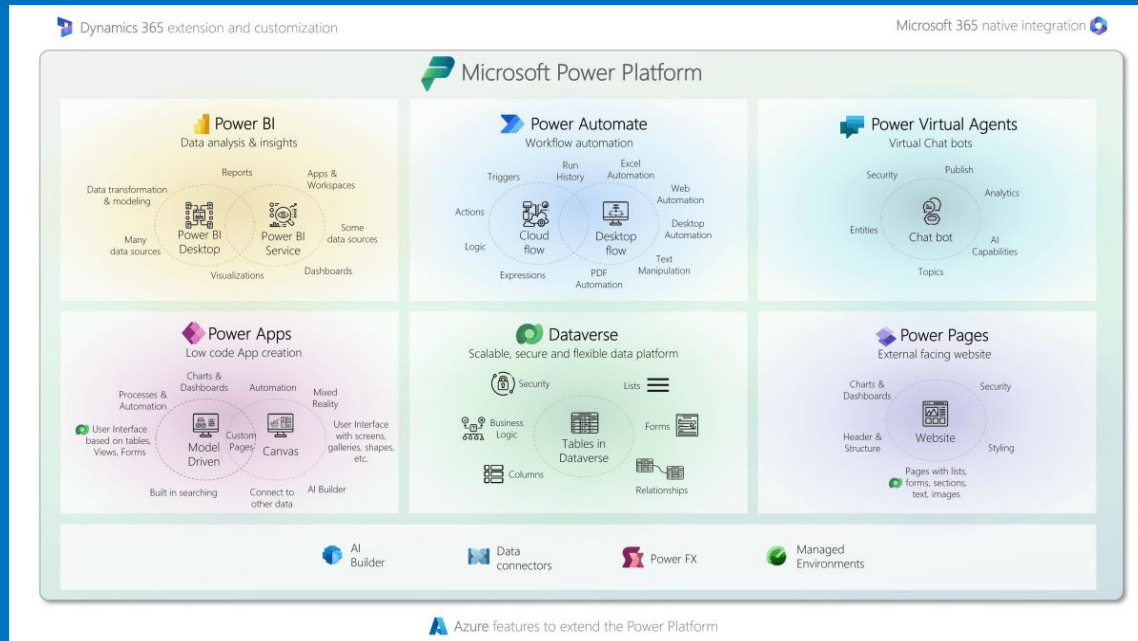 Dynamics 365 extension and customization
Microsoft 365 native integration
Microsoft Power Platform
Power BI
Data analysis & insights
Reports
Apps &
Workspaces
Data transformation
& modeling
Power BI
Desktop
Power BI
Service
Many
data sources
Some
data sources
Visualizations
Dashboards
Power Automate
Workflow automation
Triggers
Run
History
Excel
Automation
Web
Automation
Actions
Cloud
flow
Desktop
flow
Desktop
Automation
Logic
Text
Manipulation
Expressions
PDF
Automation
Power Virtual Agents
Virtual Chat bots
Security
Publish
Analytics
Entities
Chat bot
AI
Capabilities
Topics
Power Apps
Low code App creation
Charts &
Dashboards
Automation
Mixed
Reality
Processes &
Automation
User Interface
based on tables,
Views, Forms
Model
Driven
Custom
Pages
Canvas
User Interface
with screens,
galleries, shapes,
etc.
Built in searching
Connect to
other data
AI Builder
Dataverse
Scalable, secure and flexible data platform
Security
Lists
Business
Logic
Tables in
Dataverse
Forms
Columns
Relationships
Power Pages
External facing website
Charts &
Dashboards
Security
Header &
Structure
Website
Styling
Pages with lists,
forms, sections,
text, images
AI
Builder
Data
connectors
Power FX
Managed
Environments
Azure features to extend the Power Platform